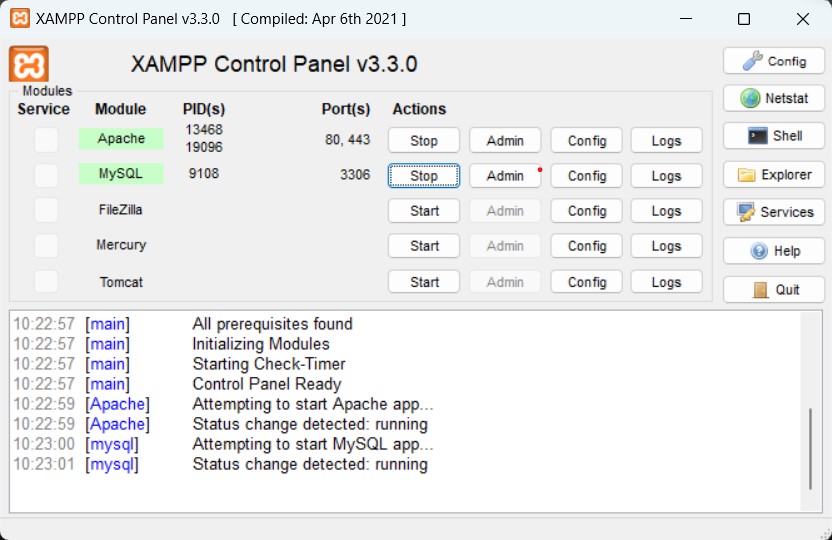 XAMPP Control Panel v3.3.0 [ Compiled: Apr 6th 2021 ]
XAMPP Control Panel v3.3.0
Config
Modules
Service Module PID(s) Port(s) Actions
Netstat
Apache 13468 19096 80, 443 Stop Admin Config Logs
Shell
MySQL 9108 3306 Stop Admin Config Logs
Explorer
FileZilla Start Admin Config Logs
Services
Mercury Start Admin Config Logs
Help
Tomcat Start Admin Config Logs
Quit
10:22:57 [main] All prerequisites found
10:22:57 [main] Initializing Modules
10:22:57 [main] Starting Check-Timer
10:22:57 [main] Control Panel Ready
10:22:59 [Apache] Attempting to start Apache app...
10:22:59 [Apache] Status change detected: running
10:23:00 [mysql] Attempting to start MySQL app...
10:23:01 [mysql] Status change detected: running